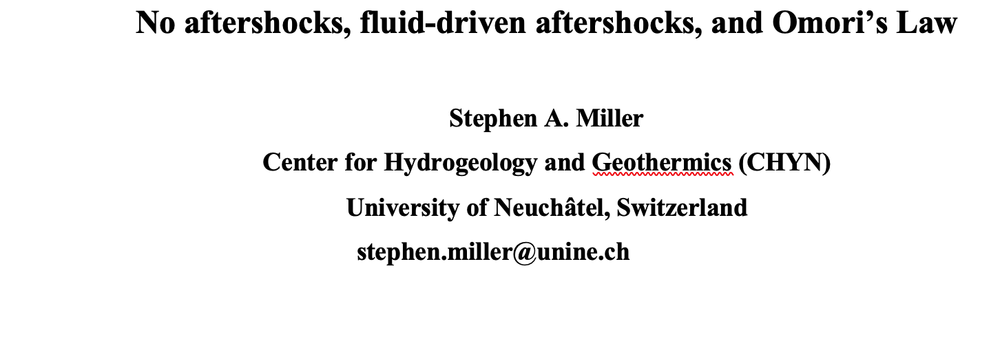 No aftershocks, fluid-driven aftershocks, and Omori’s Law
Stephen A. Miller
Center for Hydrogeology and Geothermics (CHYN)
University of Neuchâtel, Switzerland
stephen.miller@unine.ch